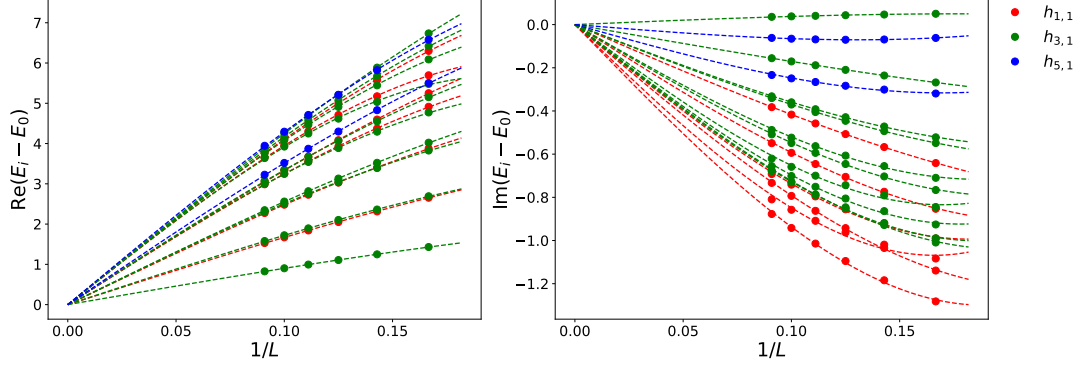 Re(E_i − E_0)
7
6
5
4
3
2
1
0
0.00 0.05 0.10 0.15
1/L
Im(E_i − E_0)
0.0
−0.2
−0.4
−0.6
−0.8
−1.0
−1.2
0.00 0.05 0.10 0.15
1/L
h_{1,1}
h_{3,1}
h_{5,1}